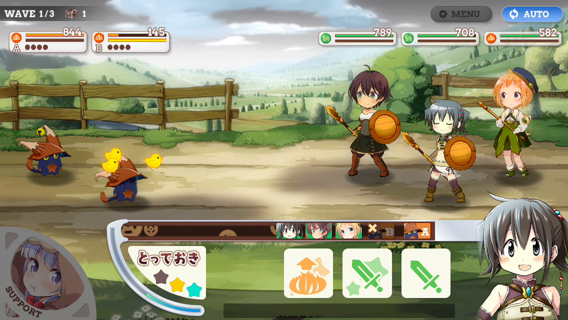 WAVE 1/3
1
MENU
AUTO
844
A
145
B
789
708
582
B
A
とっておき
SUPPORT